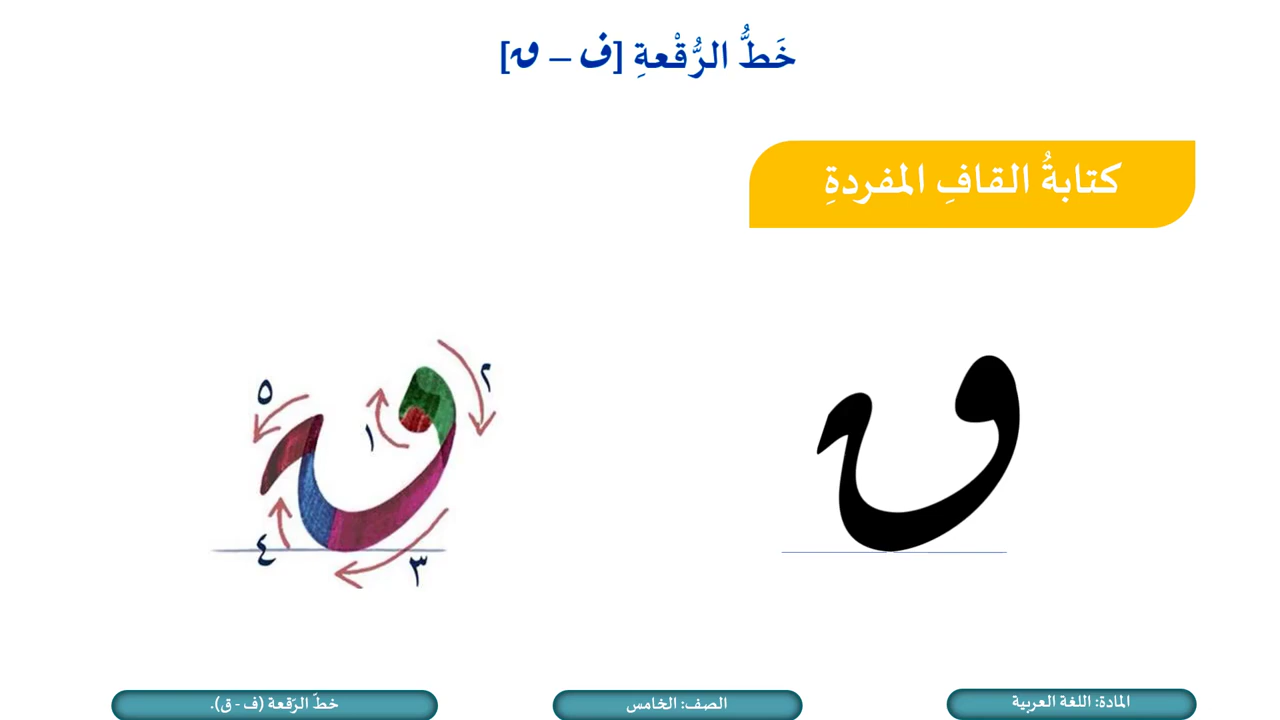 خَطُّ الرُّقْعةِ [ف – ق]
كتابةُ القافِ المفردةِ
ق
٢
٥
١
٤
٣
المادة: اللغة العربية
الصف: الخامس
خطّ الرّقعة (ف - ق).